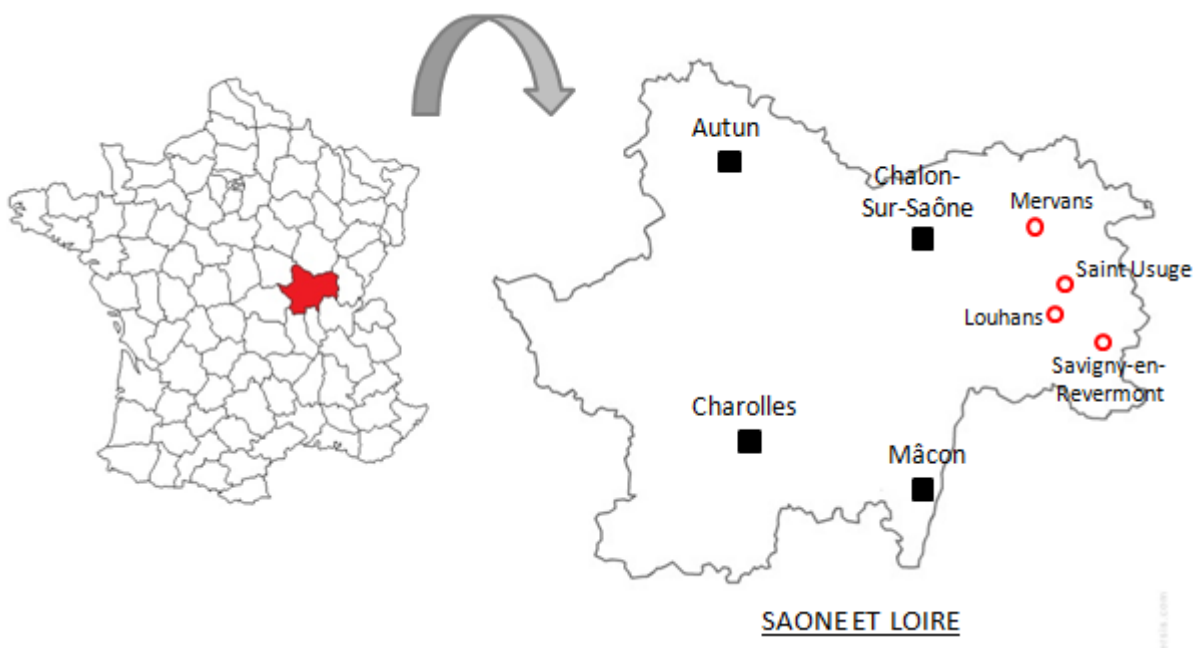 Autun
Chalon-
Sur-Saône
Mervans
Saint Usuge
Louhans
Savigny-en-
Revermont
Charolles
Mâcon
SAONE ET LOIRE